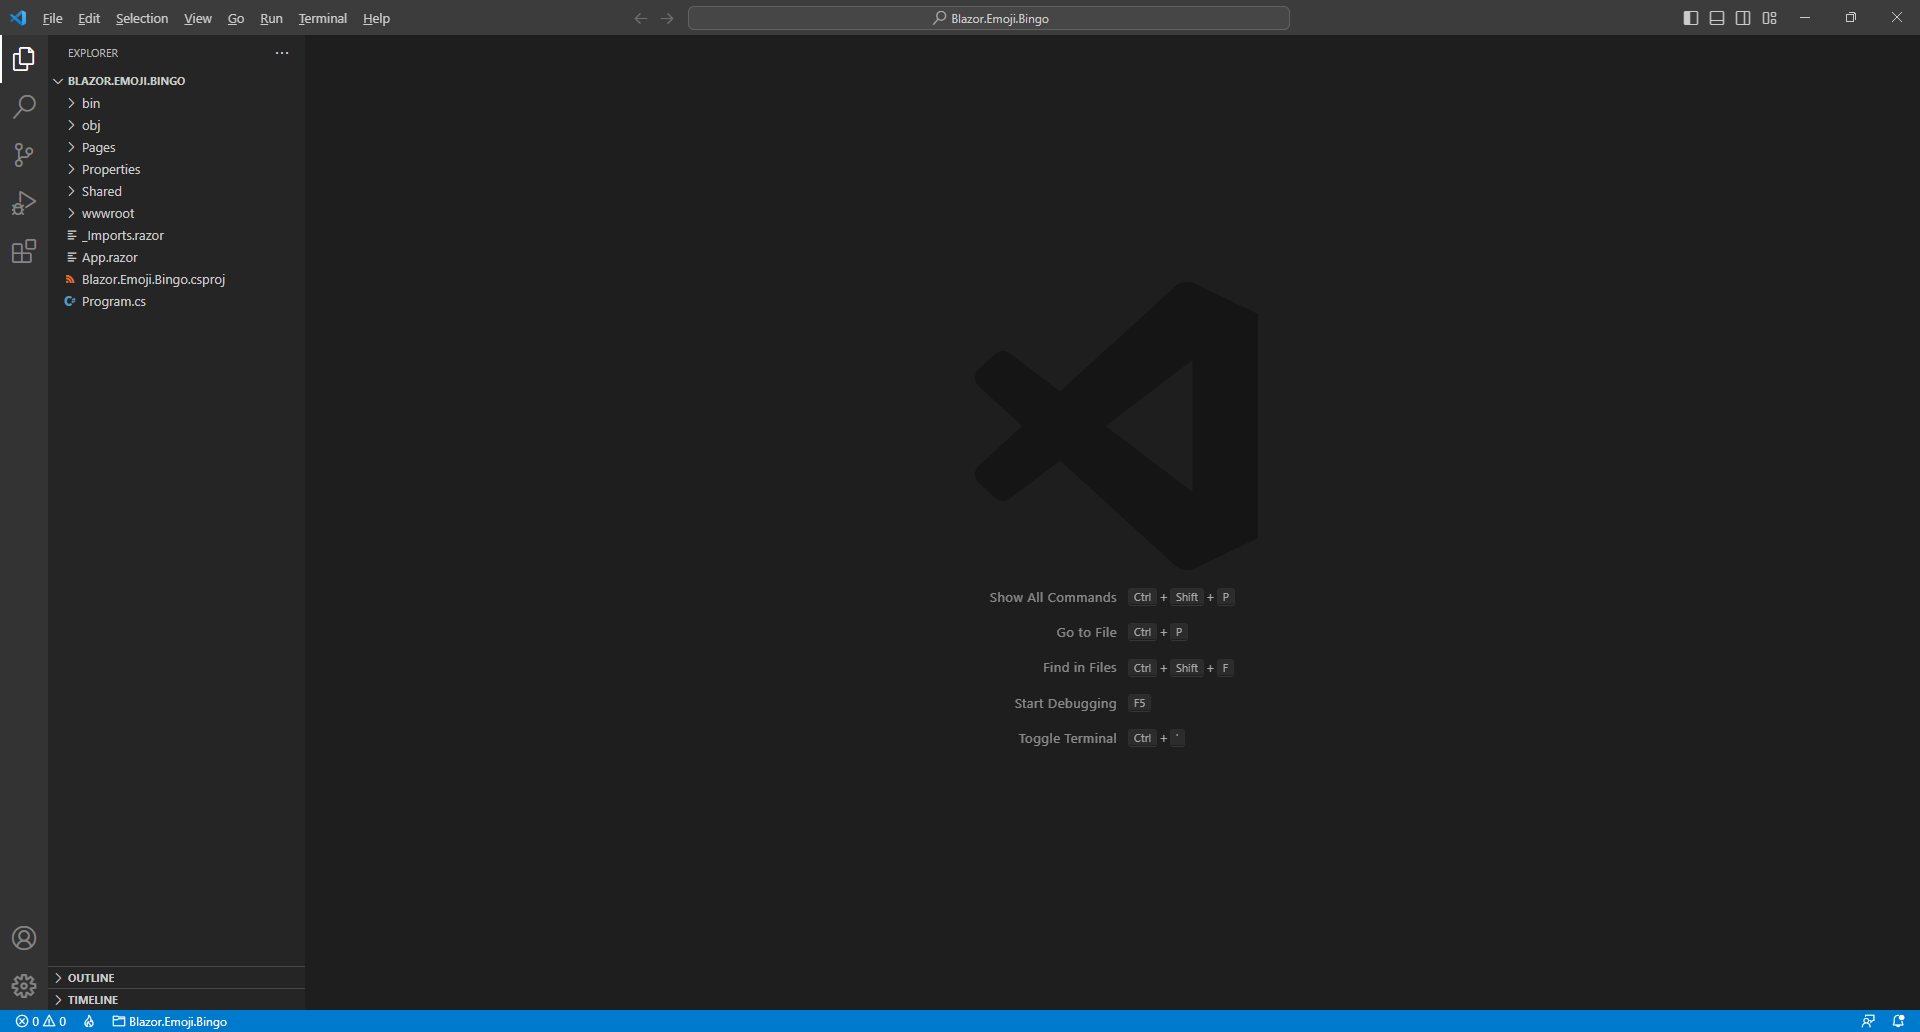 File Edit Selection View Go Run Terminal Help Blazor.Emoji.Bingo
EXPLORER
BLAZOR.EMOJI.BINGO
bin
obj
Pages
Properties
Shared
wwwroot
_Imports.razor
App.razor
Blazor.Emoji.Bingo.csproj
C# Program.cs
Show All Commands Ctrl + Shift + P
Go to File Ctrl + P
Find in Files Ctrl + Shift + F
Start Debugging F5
Toggle Terminal Ctrl + '
OUTLINE
TIMELINE
0 0 Blazor.Emoji.Bingo